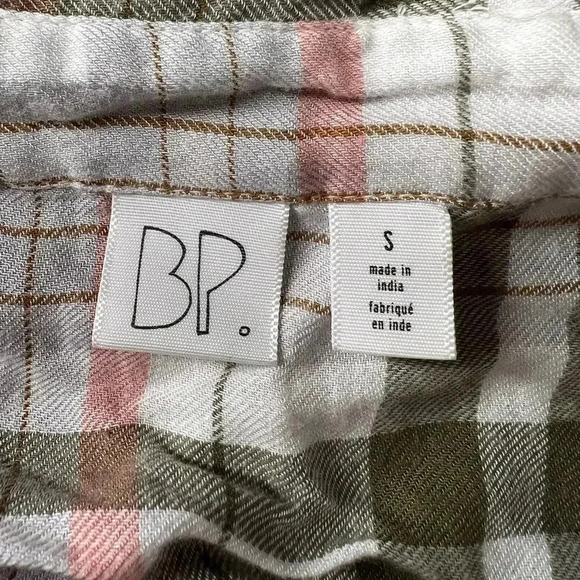 BP.
S
made in
india
fabriqué
en inde